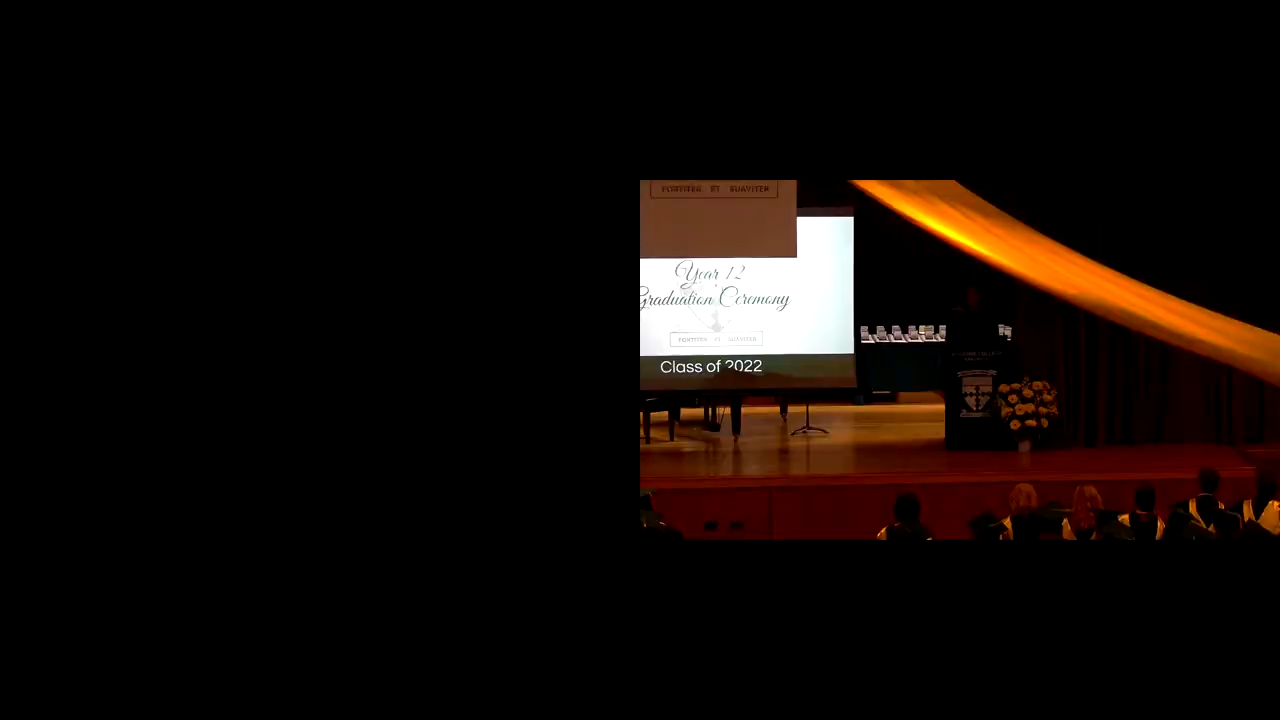 FORTITER ET SUAVITER
Year 12
Graduation Ceremony
FORTITER ET SUAVITER
Class of 2022